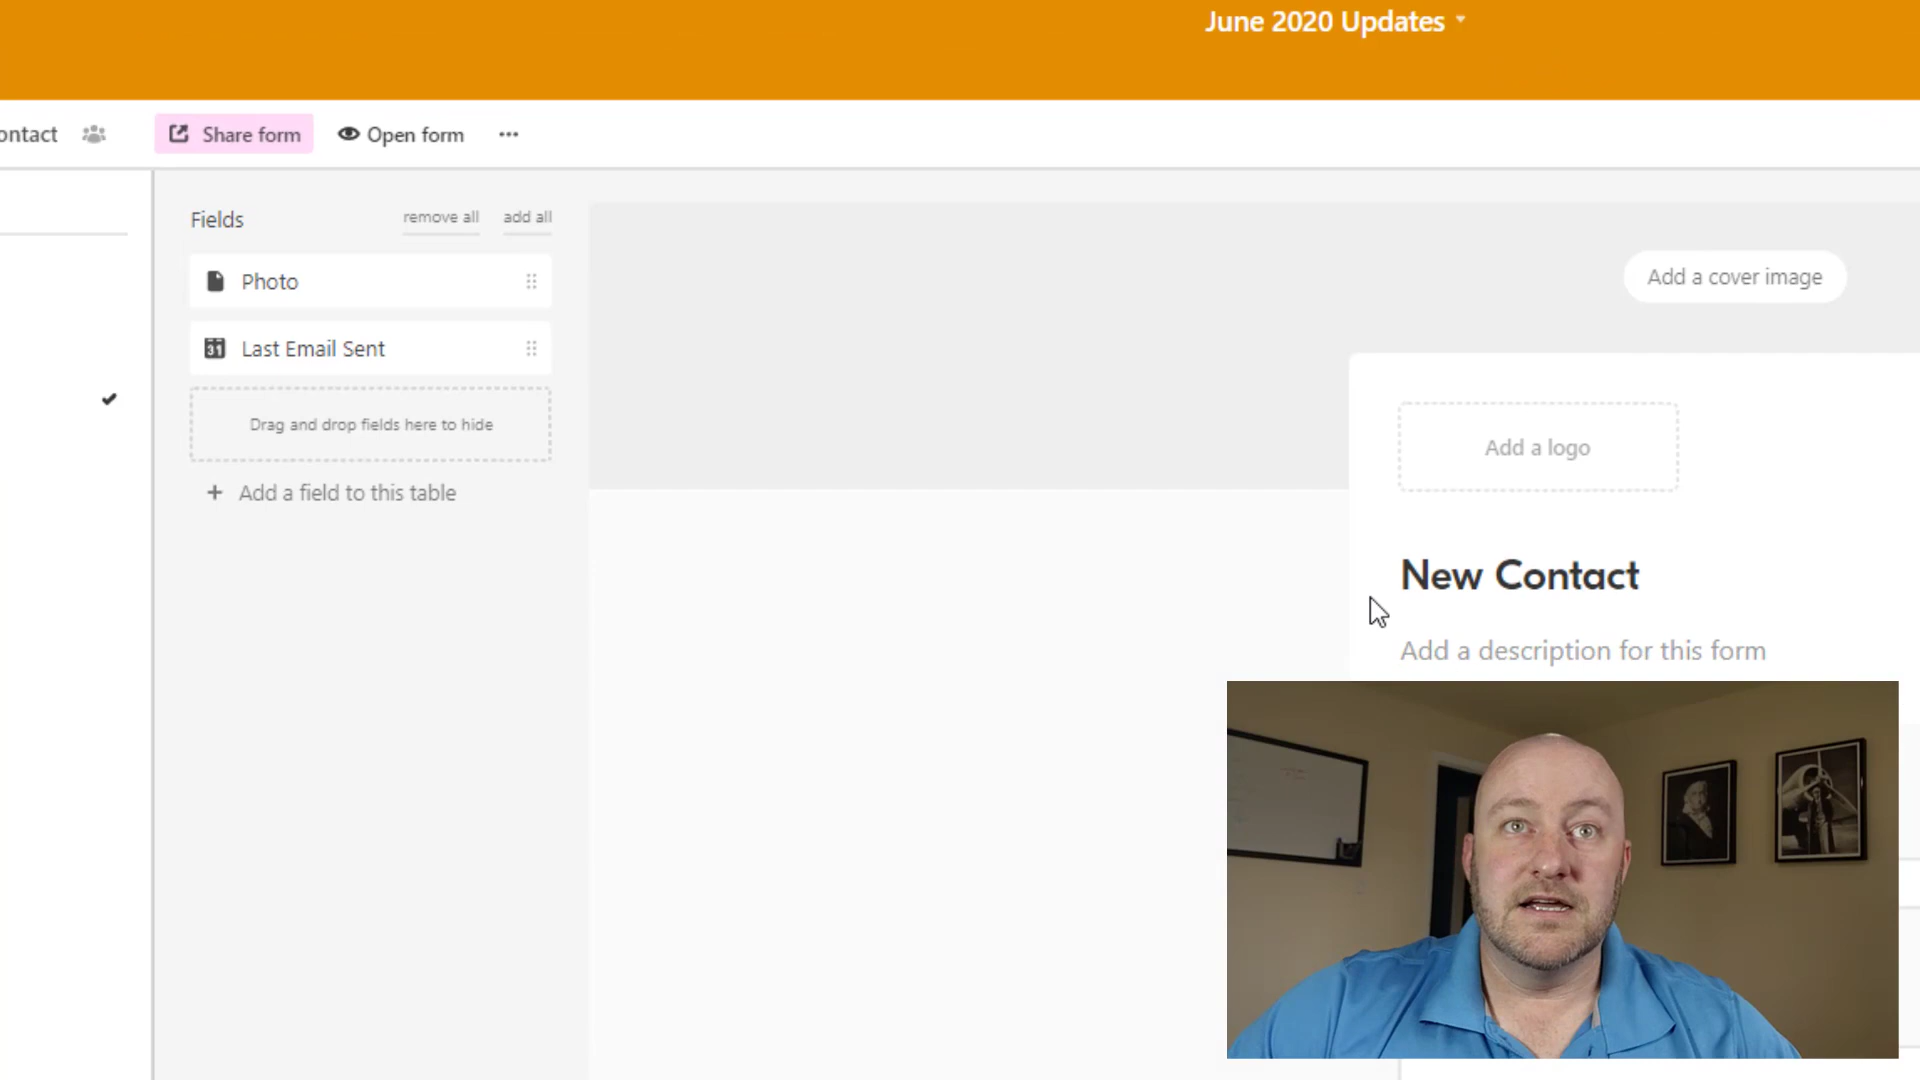 June 2020 Updates
ontact
Share form
Open form
Fields
remove all
add all
Photo
31
Last Email Sent
Drag and drop fields here to hide
+ Add a field to this table
Add a cover image
Add a logo
New Contact
Add a description for this form